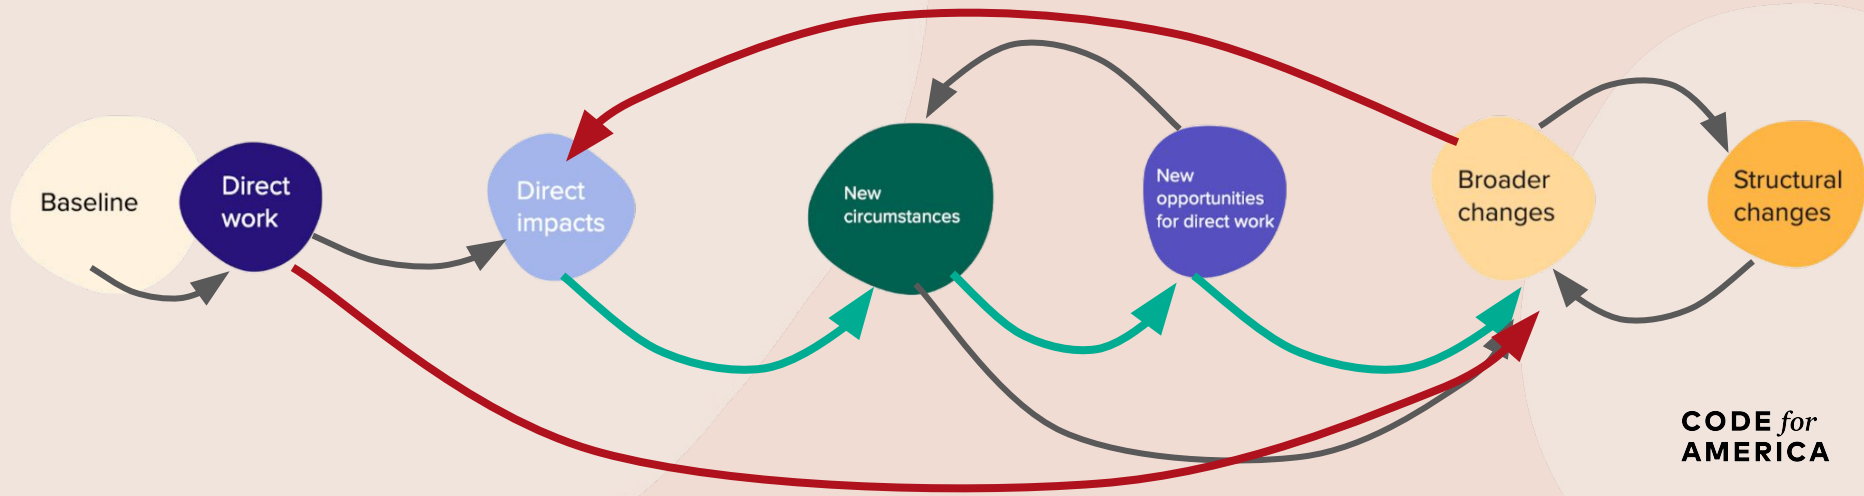 Baseline
Direct
work
Direct
impacts
New
circumstances
New
opportunities
for direct work
Broader
changes
Structural
changes
CODE for
AMERICA